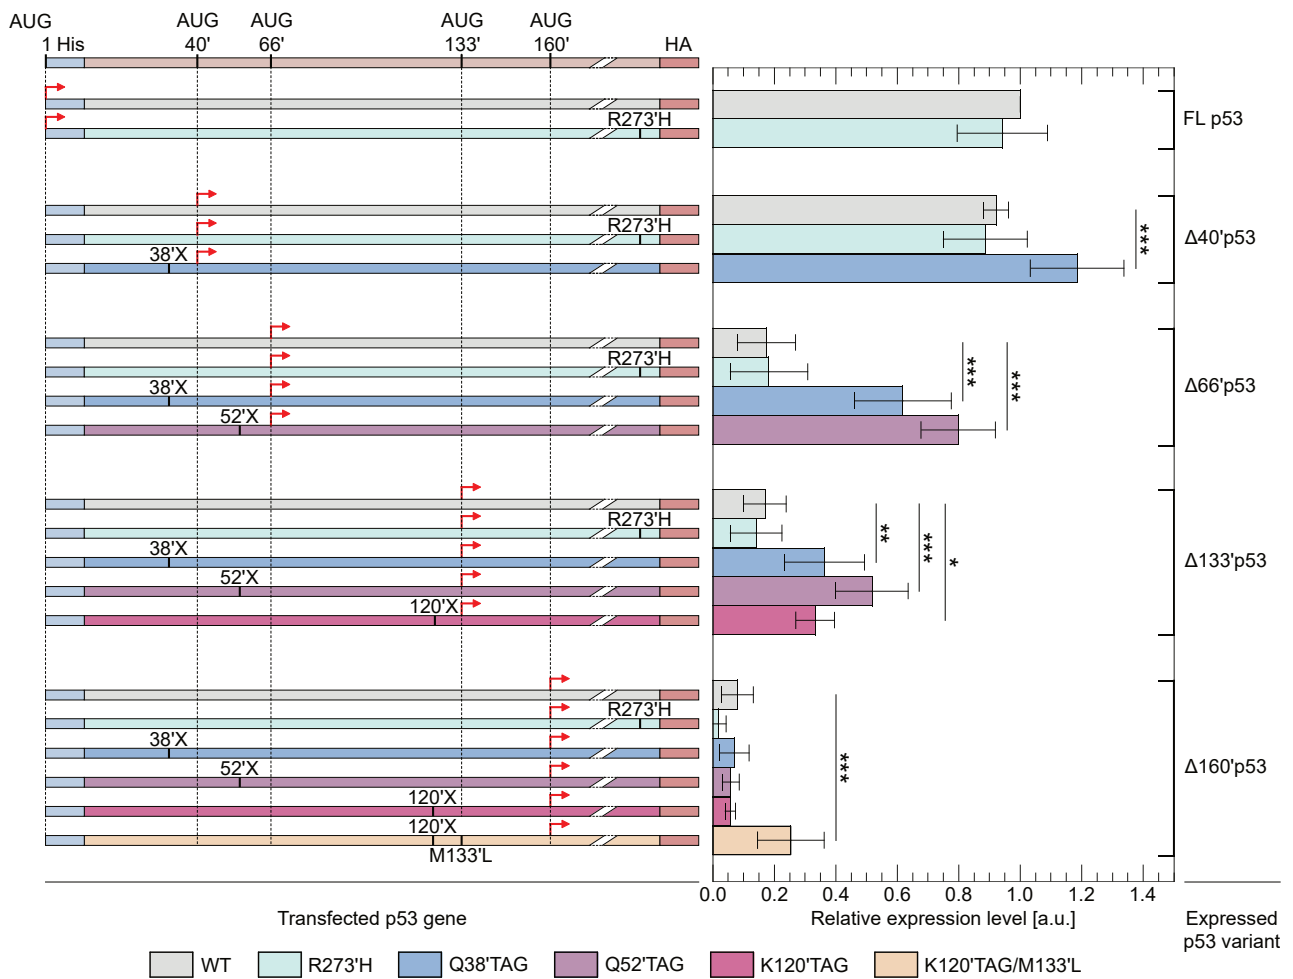 AUG AUG AUG AUG AUG
1 His 40' 66' 133' 160' HA
R273'H
FL p53
R273'H
38'X
***
Δ40'p53
R273'H
38'X
52'X
***
***
Δ66'p53
R273'H
38'X
52'X
120'X
**
***
*
Δ133'p53
R273'H
38'X
52'X
120'X
120'X
M133'L
***
Δ160'p53
0.0 0.2 0.4 0.6 0.8 1.0 1.2 1.4
Transfected p53 gene
Relative expression level [a.u.]
Expressed
p53 variant
WT R273'H Q38'TAG Q52'TAG K120'TAG K120'TAG/M133'L